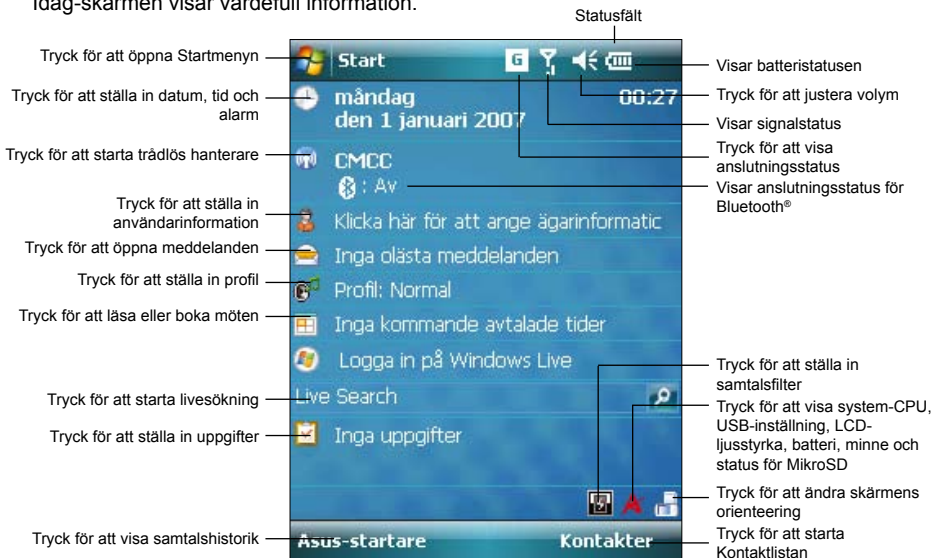 Idag-skärmen visar värdefull information.
Statusfält
Tryck för att öppna Startmenyn
Tryck för att ställa in datum, tid och
alarm
Tryck för att starta trådlös hanterare
Tryck för att ställa in
användarinformation
Tryck för att öppna meddelanden
Tryck för att ställa in profil
Tryck för att läsa eller boka möten
Tryck för att starta livesökning
Tryck för att ställa in uppgifter
Tryck för att visa samtalshistorik
Start
G
måndag
00:27
den 1 januari 2007
CMCC
: Av
Klicka här för att ange ägarinformatic
Inga olästa meddelanden
Profil: Normal
Inga kommande avtalade tider
Logga in på Windows Live
Live Search
Inga uppgifter
Asus-startare
Kontakter
Visar batteristatusen
Tryck för att justera volym
Visar signalstatus
Tryck för att visa
anslutningsstatus
Visar anslutningsstatus för
Bluetooth®
Tryck för att ställa in
samtalsfilter
Tryck för att visa system-CPU,
USB-inställning, LCD-
ljusstyrka, batteri, minne och
status för MikroSD
Tryck för att ändra skärmens
orientering
Tryck för att starta
Kontaktlistan